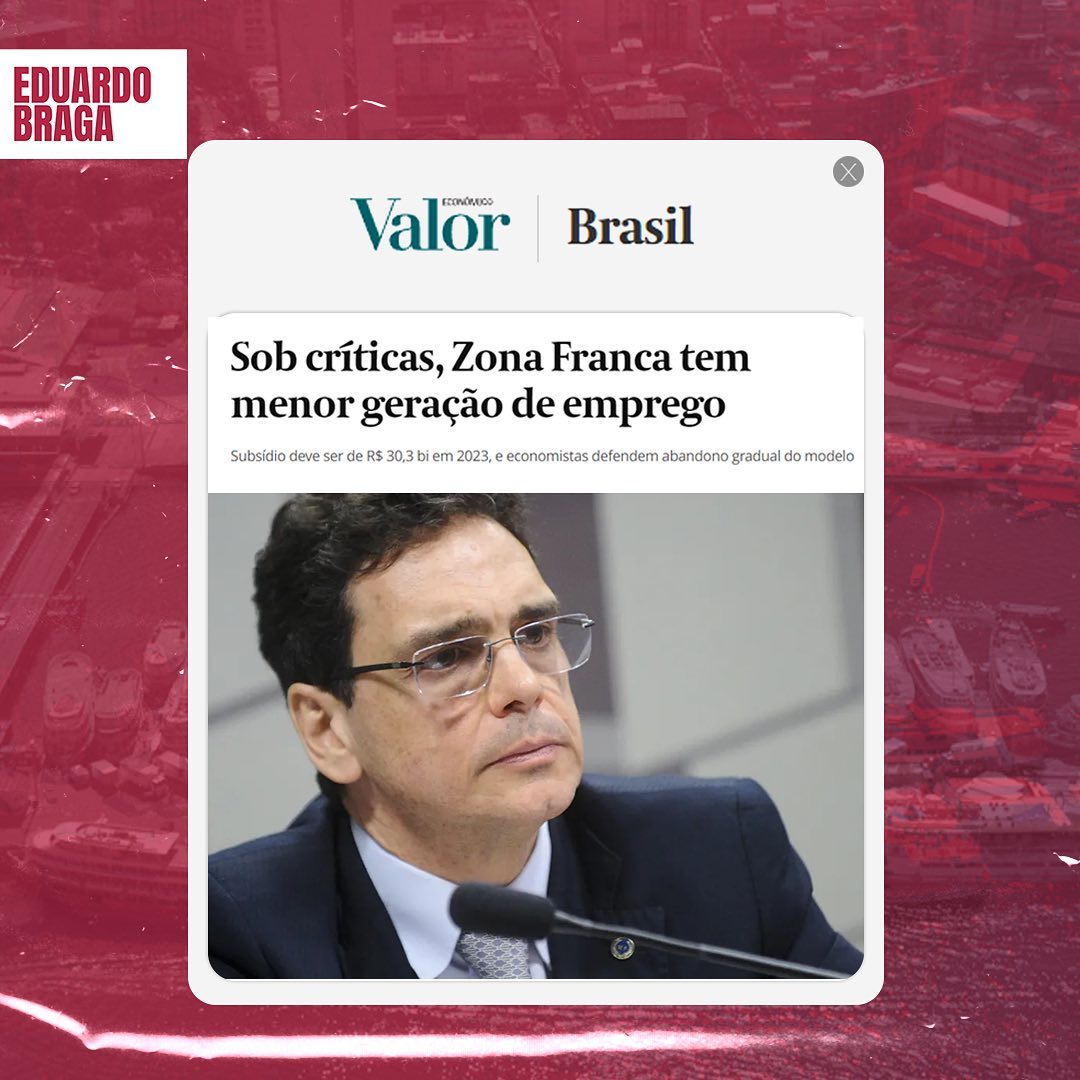 EDUARDO
BRAGA
Valor ECONÔMICO
Brasil
Sob críticas, Zona Franca tem
menor geração de emprego
Subsídio deve ser de R$ 30,3 bi em 2023, e economistas defendem abandono gradual do modelo